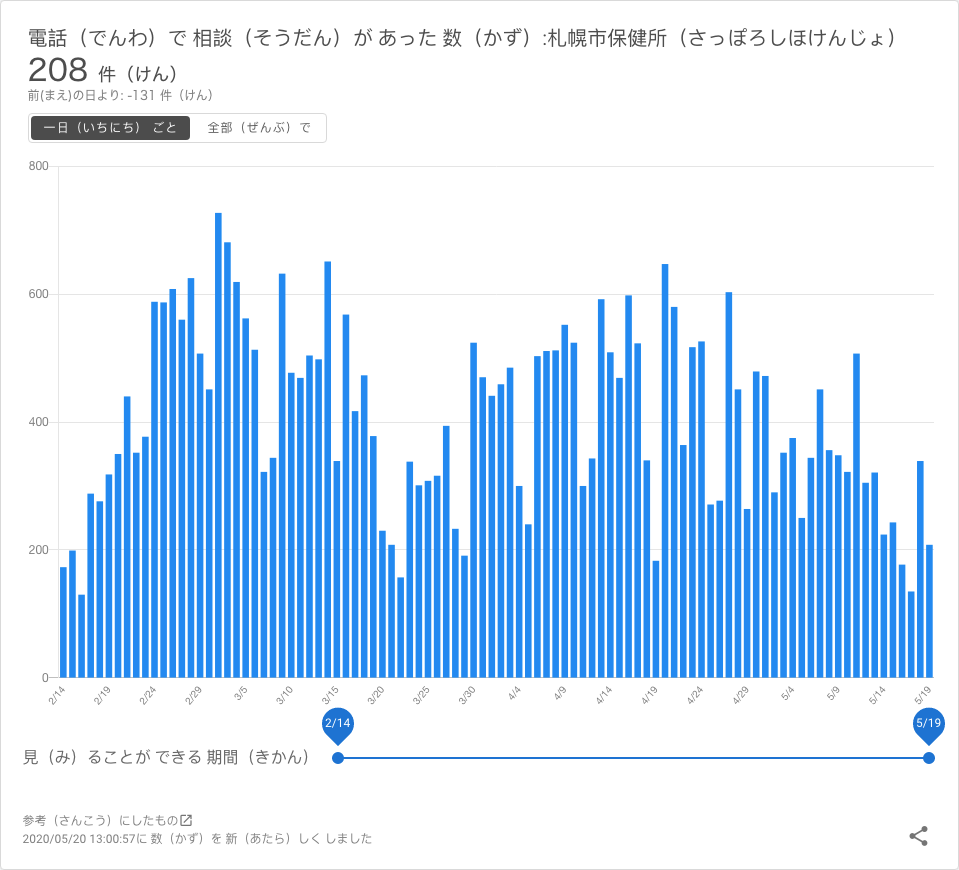 電話（でんわ）で 相談（そうだん）が あった 数（かず）:札幌市保健所（さっぽろしほけんじょ）
208 件（けん）
前(まえ)の日より: -131 件（けん）
一日（いちにち） ごと 全部（ぜんぶ）で
800
600
400
200
0
2/14 2/19 2/24 2/29 3/5 3/10 3/15 3/20 3/25 3/30 4/4 4/9 4/14 4/19 4/24 4/29 5/4 5/9 5/14 5/19
2/14 5/19
見（み）ることが できる 期間（きかん）
参考（さんこう）にしたもの
2020/05/20 13:00:57に 数（かず）を 新（あたら）しく しました